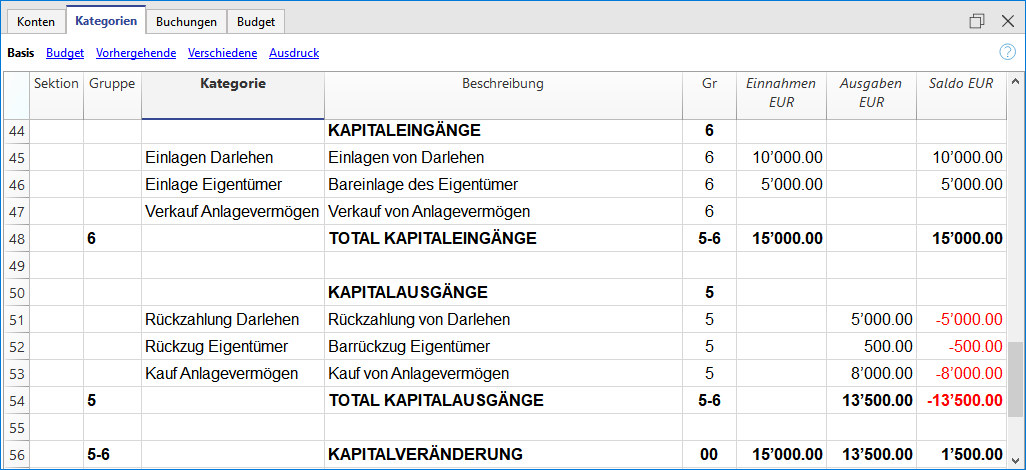 Konten Kategorien Buchungen Budget
Basis Budget Vorhergehende Verschiedene Ausdruck ?
Sektion Gruppe Kategorie Beschreibung Gr Einnahmen EUR Ausgaben EUR Saldo EUR
44 KAPITALEINGÄNGE 6
45 Einlagen Darlehen Einlagen von Darlehen 6 10’000.00 10’000.00
46 Einlage Eigentümer Bareinlage des Eigentümer 6 5’000.00 5’000.00
47 Verkauf Anlagevermögen Verkauf von Anlagevermögen 6
48 6 TOTAL KAPITALEINGÄNGE 5-6 15’000.00 15’000.00
49
50 KAPITALAUSGÄNGE 5
51 Rückzahlung Darlehen Rückzahlung von Darlehen 5 5’000.00 -5’000.00
52 Rückzug Eigentümer Barrückzug Eigentümer 5 500.00 -500.00
53 Kauf Anlagevermögen Kauf von Anlagevermögen 5 8’000.00 -8’000.00
54 5 TOTAL KAPITALAUSGÄNGE 5-6 13’500.00 -13’500.00
55
56 5-6 KAPITALVERÄNDERUNG 00 15’000.00 13’500.00 1’500.00